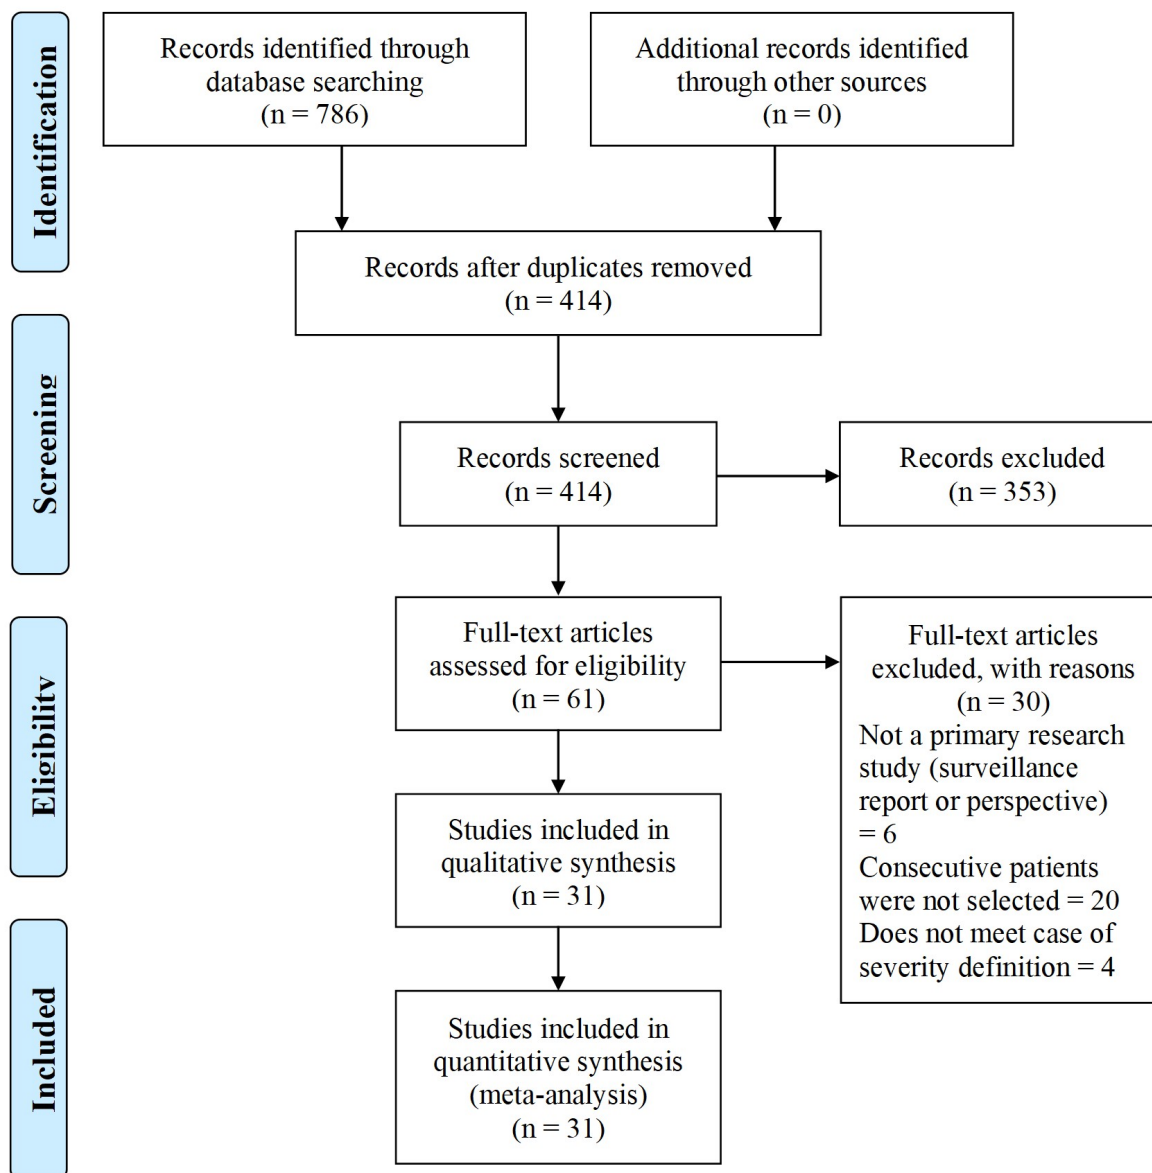 Identification
Records identified through
database searching
(n = 786)
Additional records identified
through other sources
(n = 0)
Records after duplicates removed
(n = 414)
Screening
Records screened
(n = 414)
Records excluded
(n = 353)
Eligibility
Full-text articles
assessed for eligibility
(n = 61)
Full-text articles
excluded, with reasons
(n = 30)
Not a primary research
study (surveillance
report or perspective)
= 6
Consecutive patients
were not selected = 20
Does not meet case of
severity definition = 4
Studies included in
qualitative synthesis
(n = 31)
Included
Studies included in
quantitative synthesis
(meta-analysis)
(n = 31)